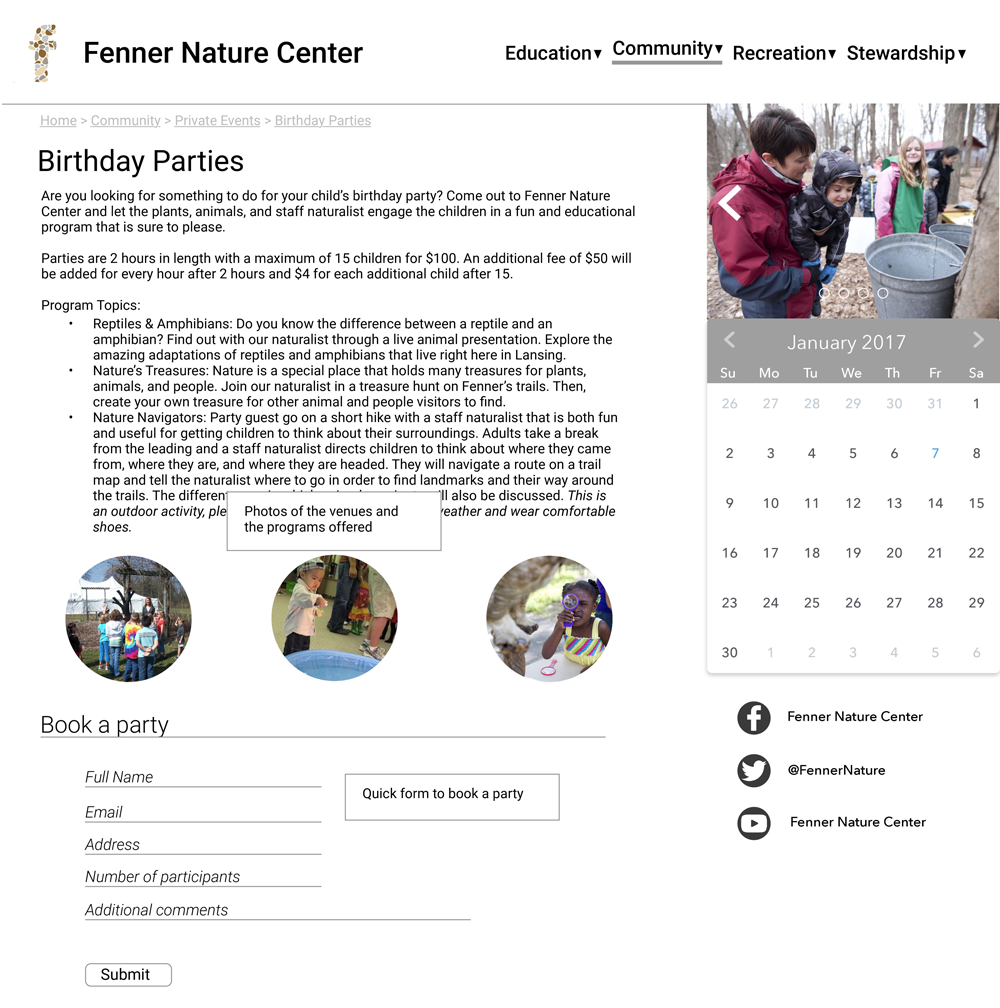 Fenner Nature Center
Education▾ Community▾ Recreation▾ Stewardship▾
Home > Community > Private Events > Birthday Parties
Birthday Parties
Are you looking for something to do for your child's birthday party? Come out to Fenner Nature
Center and let the plants, animals, and staff naturalist engage the children in a fun and educational
program that is sure to please.
Parties are 2 hours in length with a maximum of 15 children for $100. An additional fee of $50 will
be added for every hour after 2 hours and $4 for each additional child after 15.
Program Topics:
• Reptiles & Amphibians: Do you know the difference between a reptile and an
amphibian? Find out with our naturalist through a live animal presentation. Explore the
amazing adaptations of reptiles and amphibians that live right here in Lansing.
• Nature's Treasures: Nature is a special place that holds many treasures for plants,
animals, and people. Join our naturalist in a treasure hunt on Fenner's trails. Then,
create your own treasure for other animal and people visitors to find.
• Nature Navigators: Party guest go on a short hike with a staff naturalist that is both fun
and useful for getting children to think about their surroundings. Adults take a break
from the leading and a staff naturalist directs children to think about where they came
from, where they are, and where they are headed. They will navigate a route on a trail
map and tell the naturalist where to go in order to find landmarks and their way around
the trails. The different will also be discussed. This is
an outdoor activity, weather and wear comfortable
shoes.
Photos of the venues and
the programs offered
Book a party
Full Name
Email
Address
Number of participants
Additional comments
Quick form to book a party
Submit
January 2017
Su Mo Tu We Th Fr Sa
26 27 28 29 30 31 1
2 3 4 5 6 7 8
9 10 11 12 13 14 15
16 17 18 19 20 21 22
23 24 25 26 27 28 29
30 1 2 3 4 5 6
Fenner Nature Center
@FennerNature
Fenner Nature Center